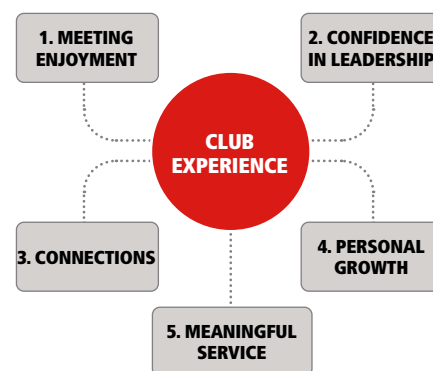 1. MEETING
ENJOYMENT
2. CONFIDENCE
IN LEADERSHIP
CLUB
EXPERIENCE
3. CONNECTIONS
4. PERSONAL
GROWTH
5. MEANINGFUL
SERVICE